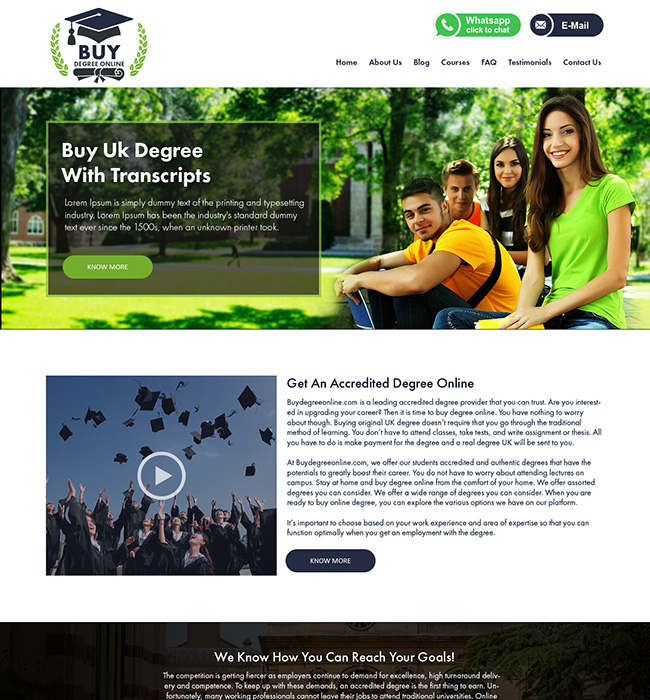 BUY
DEGREE ONLINE
Whatsapp
click to chat
E-Mail
Home About Us Blog Courses FAQ Testimonials Contact Us
Buy Uk Degree
With Transcripts
Lorem Ipsum is simply dummy text of the printing and typesetting
industry. Lorem Ipsum has been the industry's standard dummy
text ever since the 1500s, when an unknown printer took.
KNOW MORE
Get An Accredited Degree Online
Buydegreeonline.com is a leading accredited degree provider that you can trust. Are you interest-
ed in upgrading your career? Then it is time to buy degree online. You have nothing to worry
about though. Buying original UK degree doesn't require that you go through the traditional
method of learning. You don't have to attend classes, take tests, and write assignment or thesis. All
you have to do is make payment for the degree and a real degree UK will be sent to you.
At Buydegreeonline.com, we offer our students accredited and authentic degrees that have the
potentials to greatly boost their career. You do not have to worry about attending lectures on
campus. Stay at home and buy degree online from the comfort of your home. We offer assorted
degrees you can consider. We offer a wide range of degrees you can consider. When you are
ready to buy online degree, you can explore the various options we have on our platform.
It's important to choose based on your work experience and area of expertise so that you can
function optimally when you get an employment with the degree.
KNOW MORE
We Know How You Can Reach Your Goals!
The competition is getting fiercer as employers continue to demand for excellence, high turnaround deliv-
ery and competence. To keep up with these demands, an accredited degree is the first thing to earn. Un-
fortunately, many working professionals cannot leave their jobs to attend traditional universities. Online